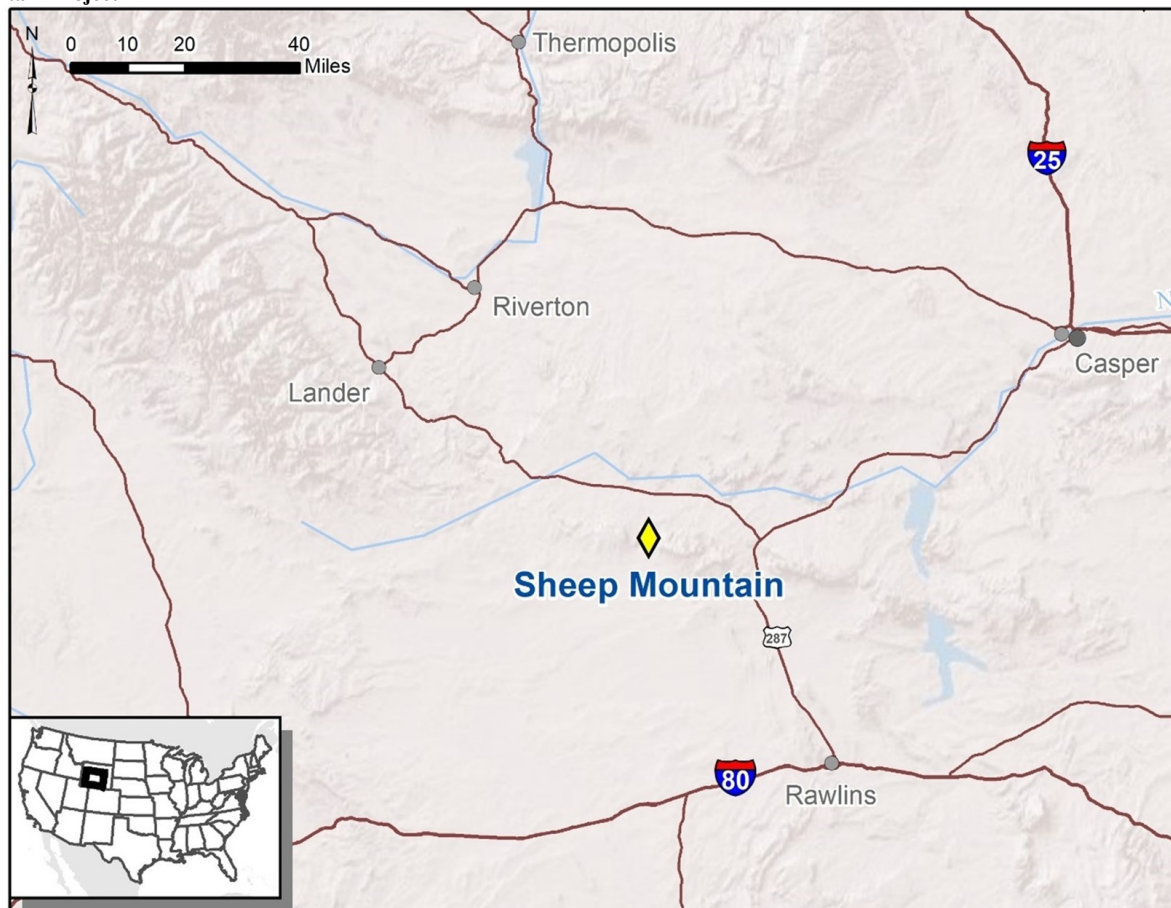 N
0 10 20 40
Miles
Thermopolis
25
Riverton
N
Casper
Lander
Sheep Mountain
287
80
Rawlins